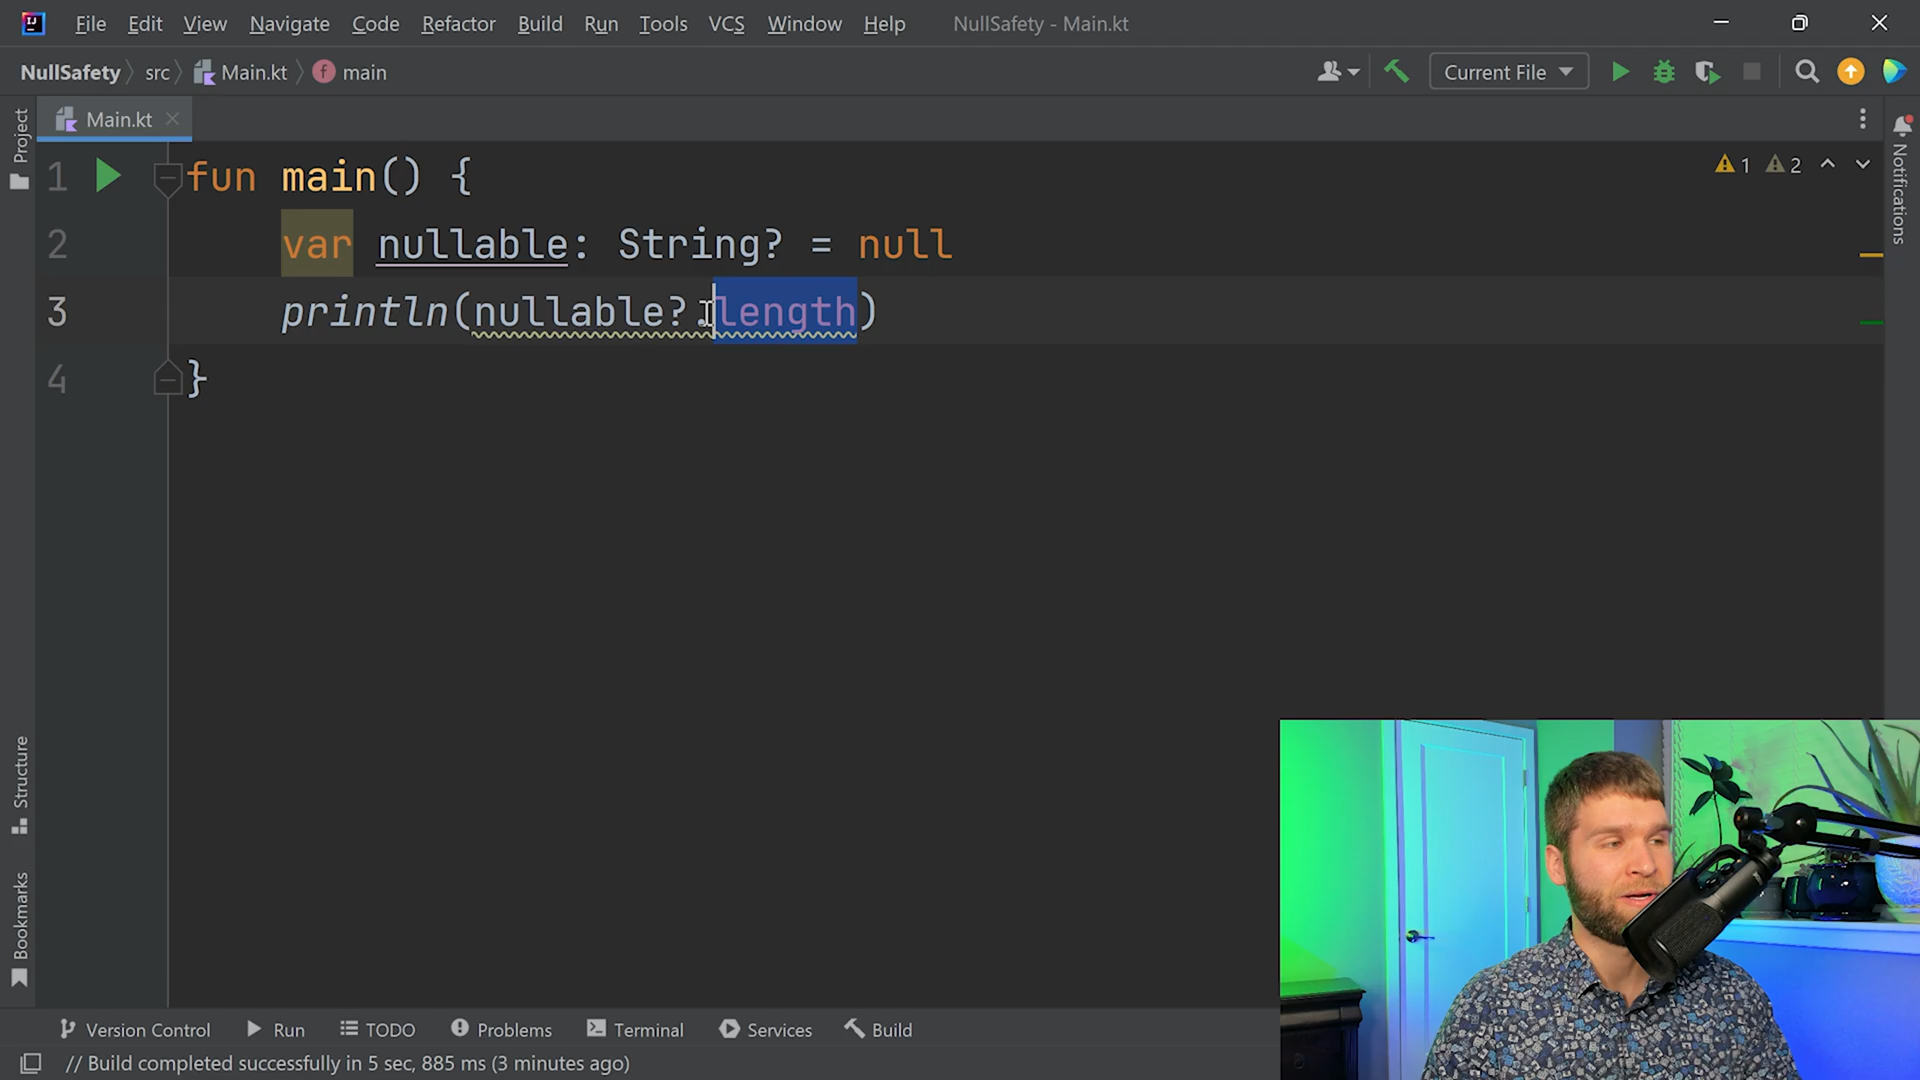 File Edit View Navigate Code Refactor Build Run Tools VCS Window Help NullSafety - Main.kt
NullSafety src Main.kt main Current File
Main.kt
Project
Notifications
1 fun main() { 1 2
2 var nullable: String? = null
3 println(nullable?.length)
4 }
Structure
Bookmarks
Version Control Run TODO Problems Terminal Services Build
// Build completed successfully in 5 sec, 885 ms (3 minutes ago)